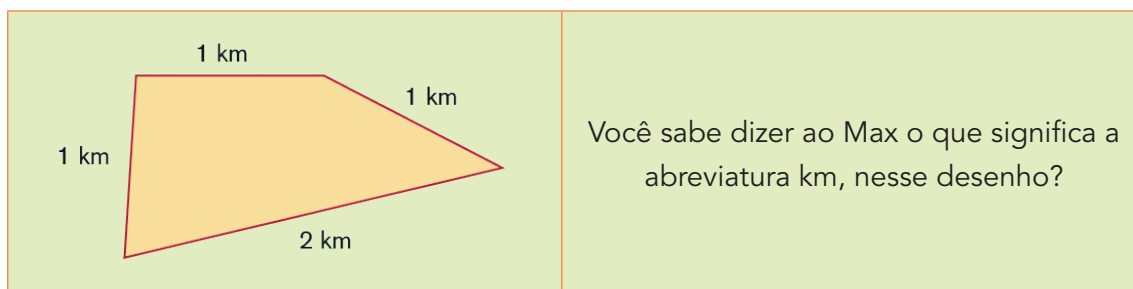 1 km
1 km
1 km
2 km
Você sabe dizer ao Max o que significa a
abreviatura km, nesse desenho?